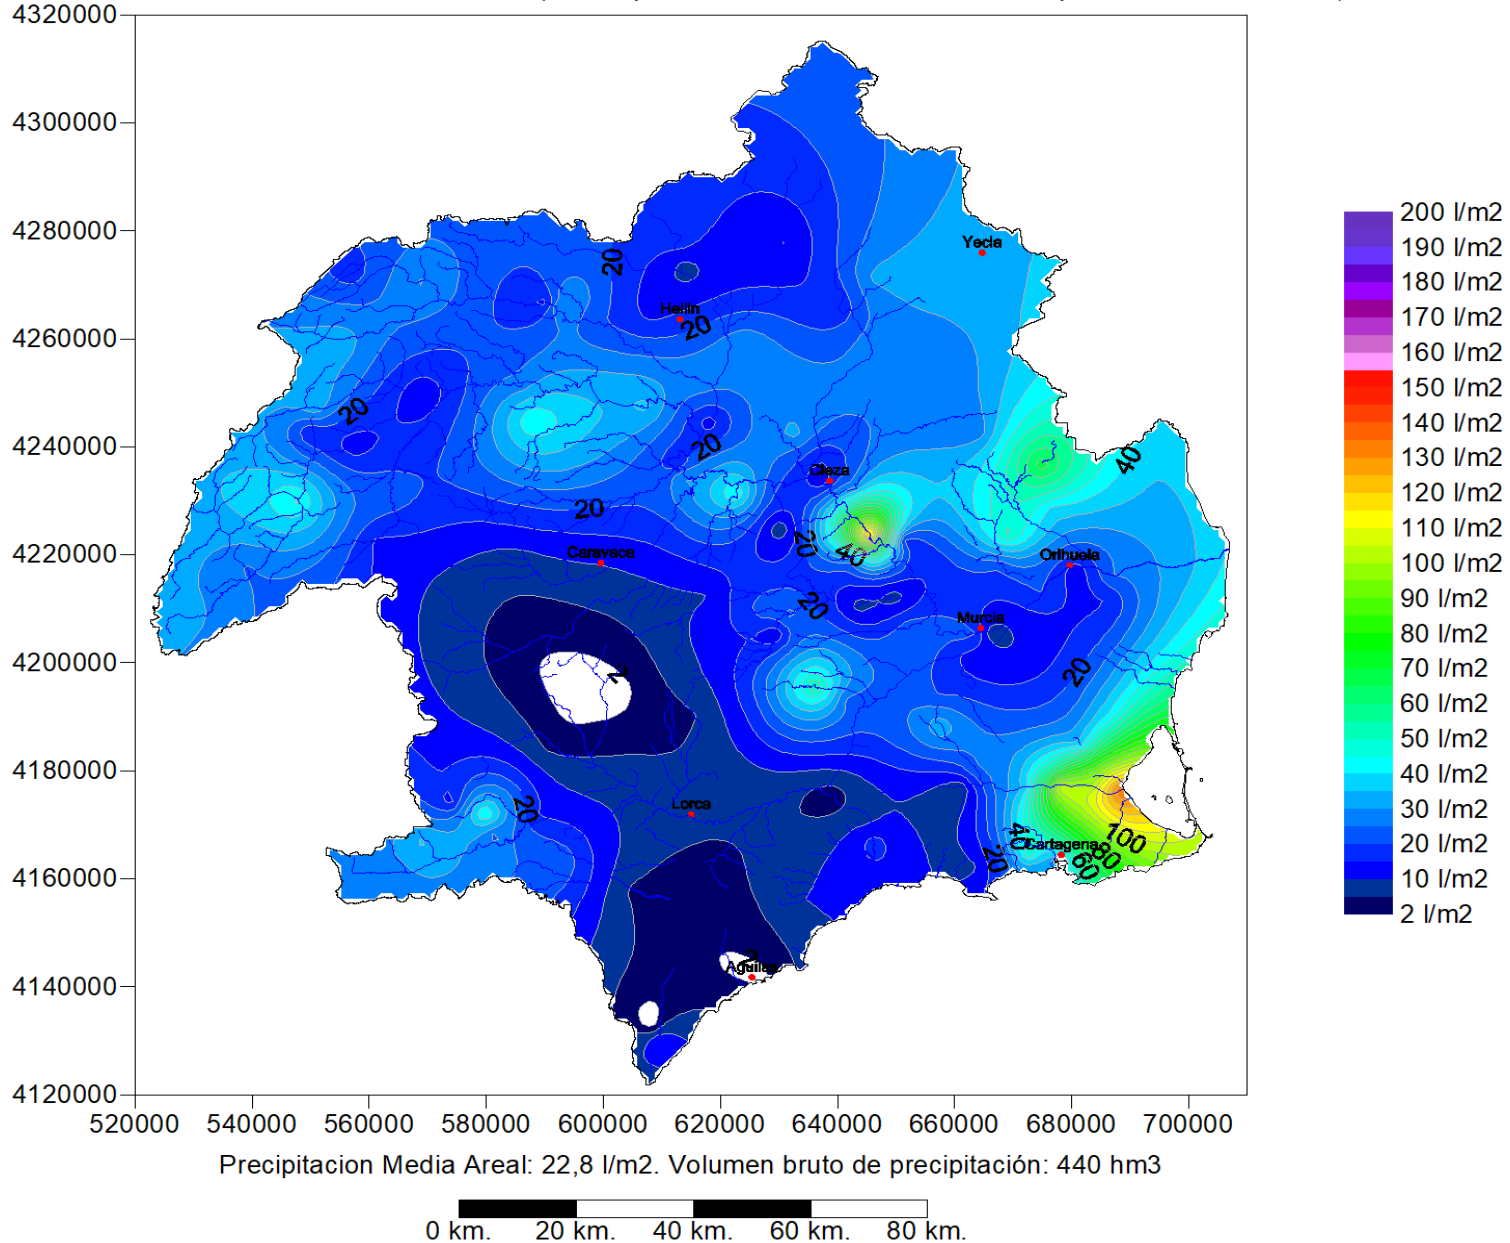 4320000
4300000
4280000
4260000
4240000
4220000
4200000
4180000
4160000
4140000
4120000
520000 540000 560000 580000 600000 620000 640000 660000 680000 700000
Yecla
20
Hellin
20
20
20
40
Cieza
20
20
40
Caravaca
Orihuela
20
Murcia
2
20
Lorca
20
40
100
80
60
20
Cartagena
2
Aguilas
200 l/m2
190 l/m2
180 l/m2
170 l/m2
160 l/m2
150 l/m2
140 l/m2
130 l/m2
120 l/m2
110 l/m2
100 l/m2
90 l/m2
80 l/m2
70 l/m2
60 l/m2
50 l/m2
40 l/m2
30 l/m2
20 l/m2
10 l/m2
2 l/m2
Precipitacion Media Areal: 22,8 l/m2. Volumen bruto de precipitación: 440 hm3
0 km. 20 km. 40 km. 60 km. 80 km.